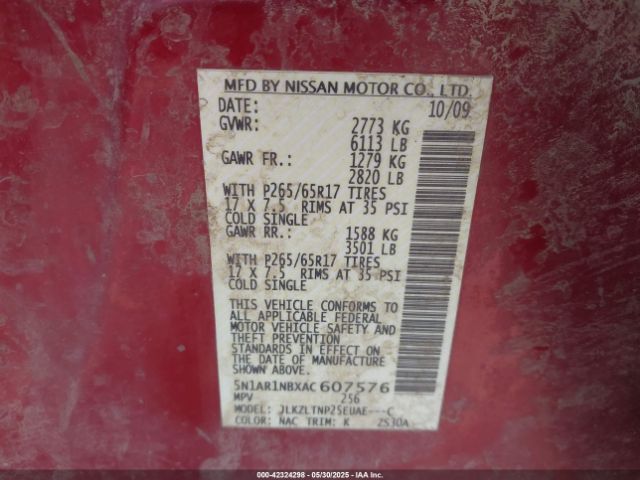 MFD BY NISSAN MOTOR CO., LTD.
DATE: 10/09
GVWR: 2773 KG
6113 LB
GAWR FR.: 1279 KG
2820 LB
WITH P265/65R17 TIRES
17 X 7.5 RIMS AT 35 PSI
COLD SINGLE
GAWR RR.: 1588 KG
3501 LB
WITH P265/65R17 TIRES
17 X 7.5 RIMS AT 35 PSI
COLD SINGLE
THIS VEHICLE CONFORMS TO
ALL APPLICABLE FEDERAL
MOTOR VEHICLE SAFETY AND
THEFT PREVENTION
STANDARDS IN EFFECT ON
THE DATE OF MANUFACTURE
SHOWN ABOVE.
5N1AR1NBXAC607576
MPV 256
MODEL: JLKZLTNP25EUAE---C
COLOR: NAC TRIM: K 2S30A
000-42324298 - 05/30/2025 - IAAI.COM